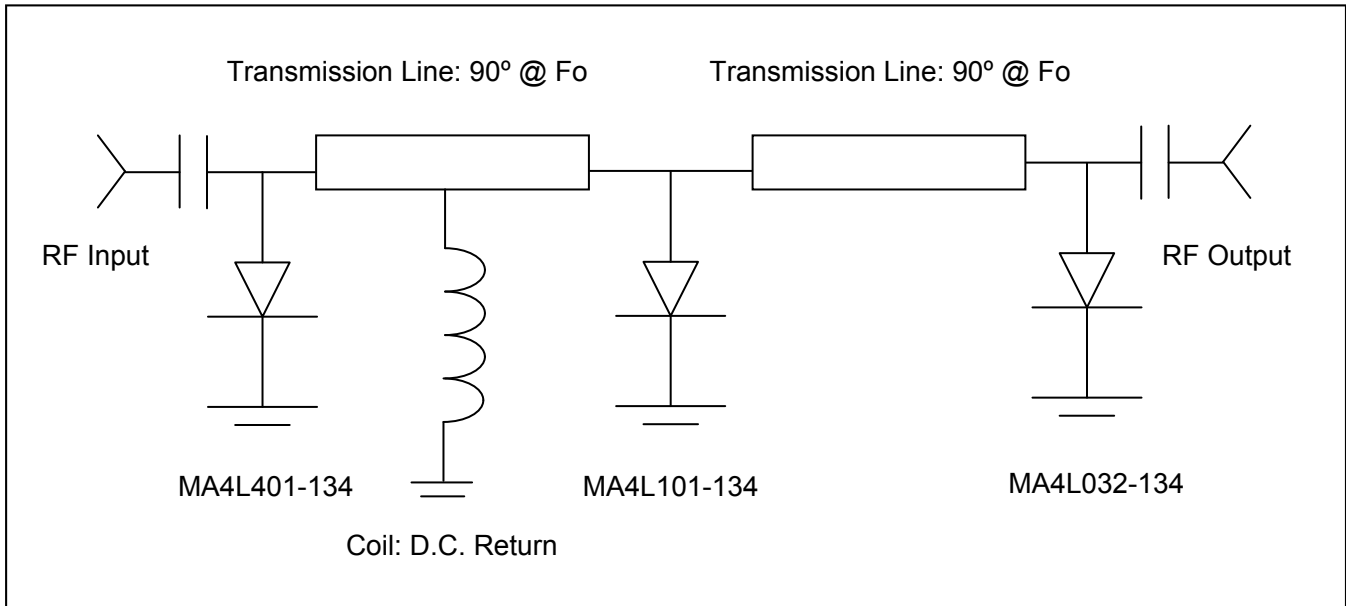 Transmission Line: 90º @ Fo
Transmission Line: 90º @ Fo
RF Input
RF Output
MA4L401-134
MA4L101-134
MA4L032-134
Coil: D.C. Return